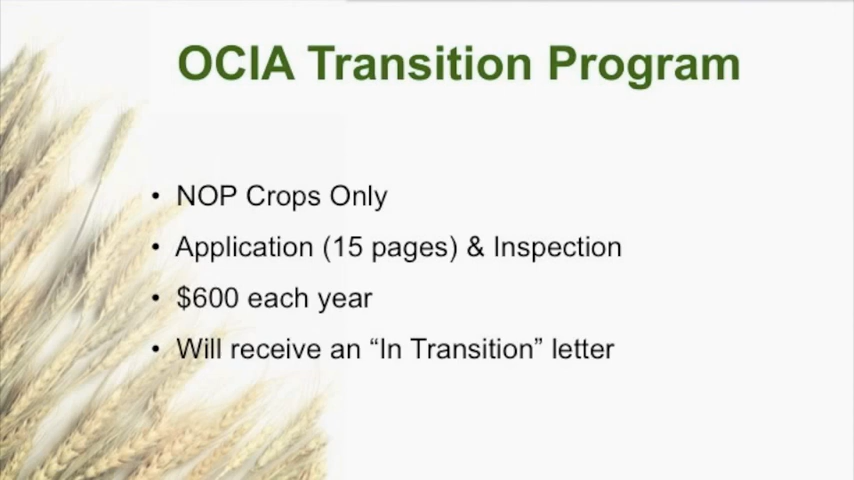 OCIA Transition Program
• NOP Crops Only
• Application (15 pages) & Inspection
• $600 each year
• Will receive an “In Transition” letter